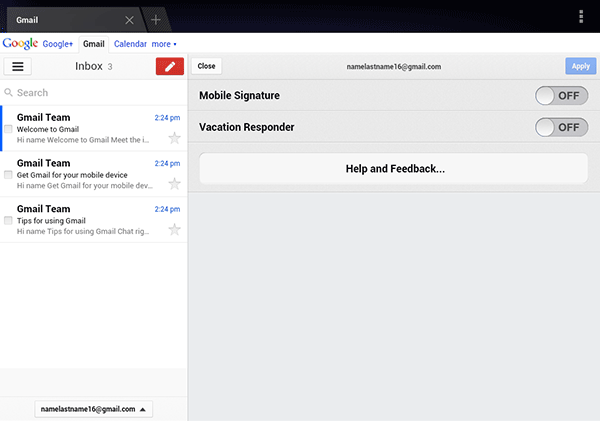 Gmail
Google Google+ Gmail Calendar more
Inbox 3
Close
namelastname16@gmail.com
Apply
Search
Mobile Signature OFF
Vacation Responder OFF
Help and Feedback...
Gmail Team 2:24 pm
Welcome to Gmail
Hi name Welcome to Gmail Meet the i...
Gmail Team 2:24 pm
Get Gmail for your mobile device
Hi name Get Gmail for your mobile dev...
Gmail Team 2:24 pm
Tips for using Gmail
Hi name Tips for using Gmail Chat rig...
namelastname16@gmail.com